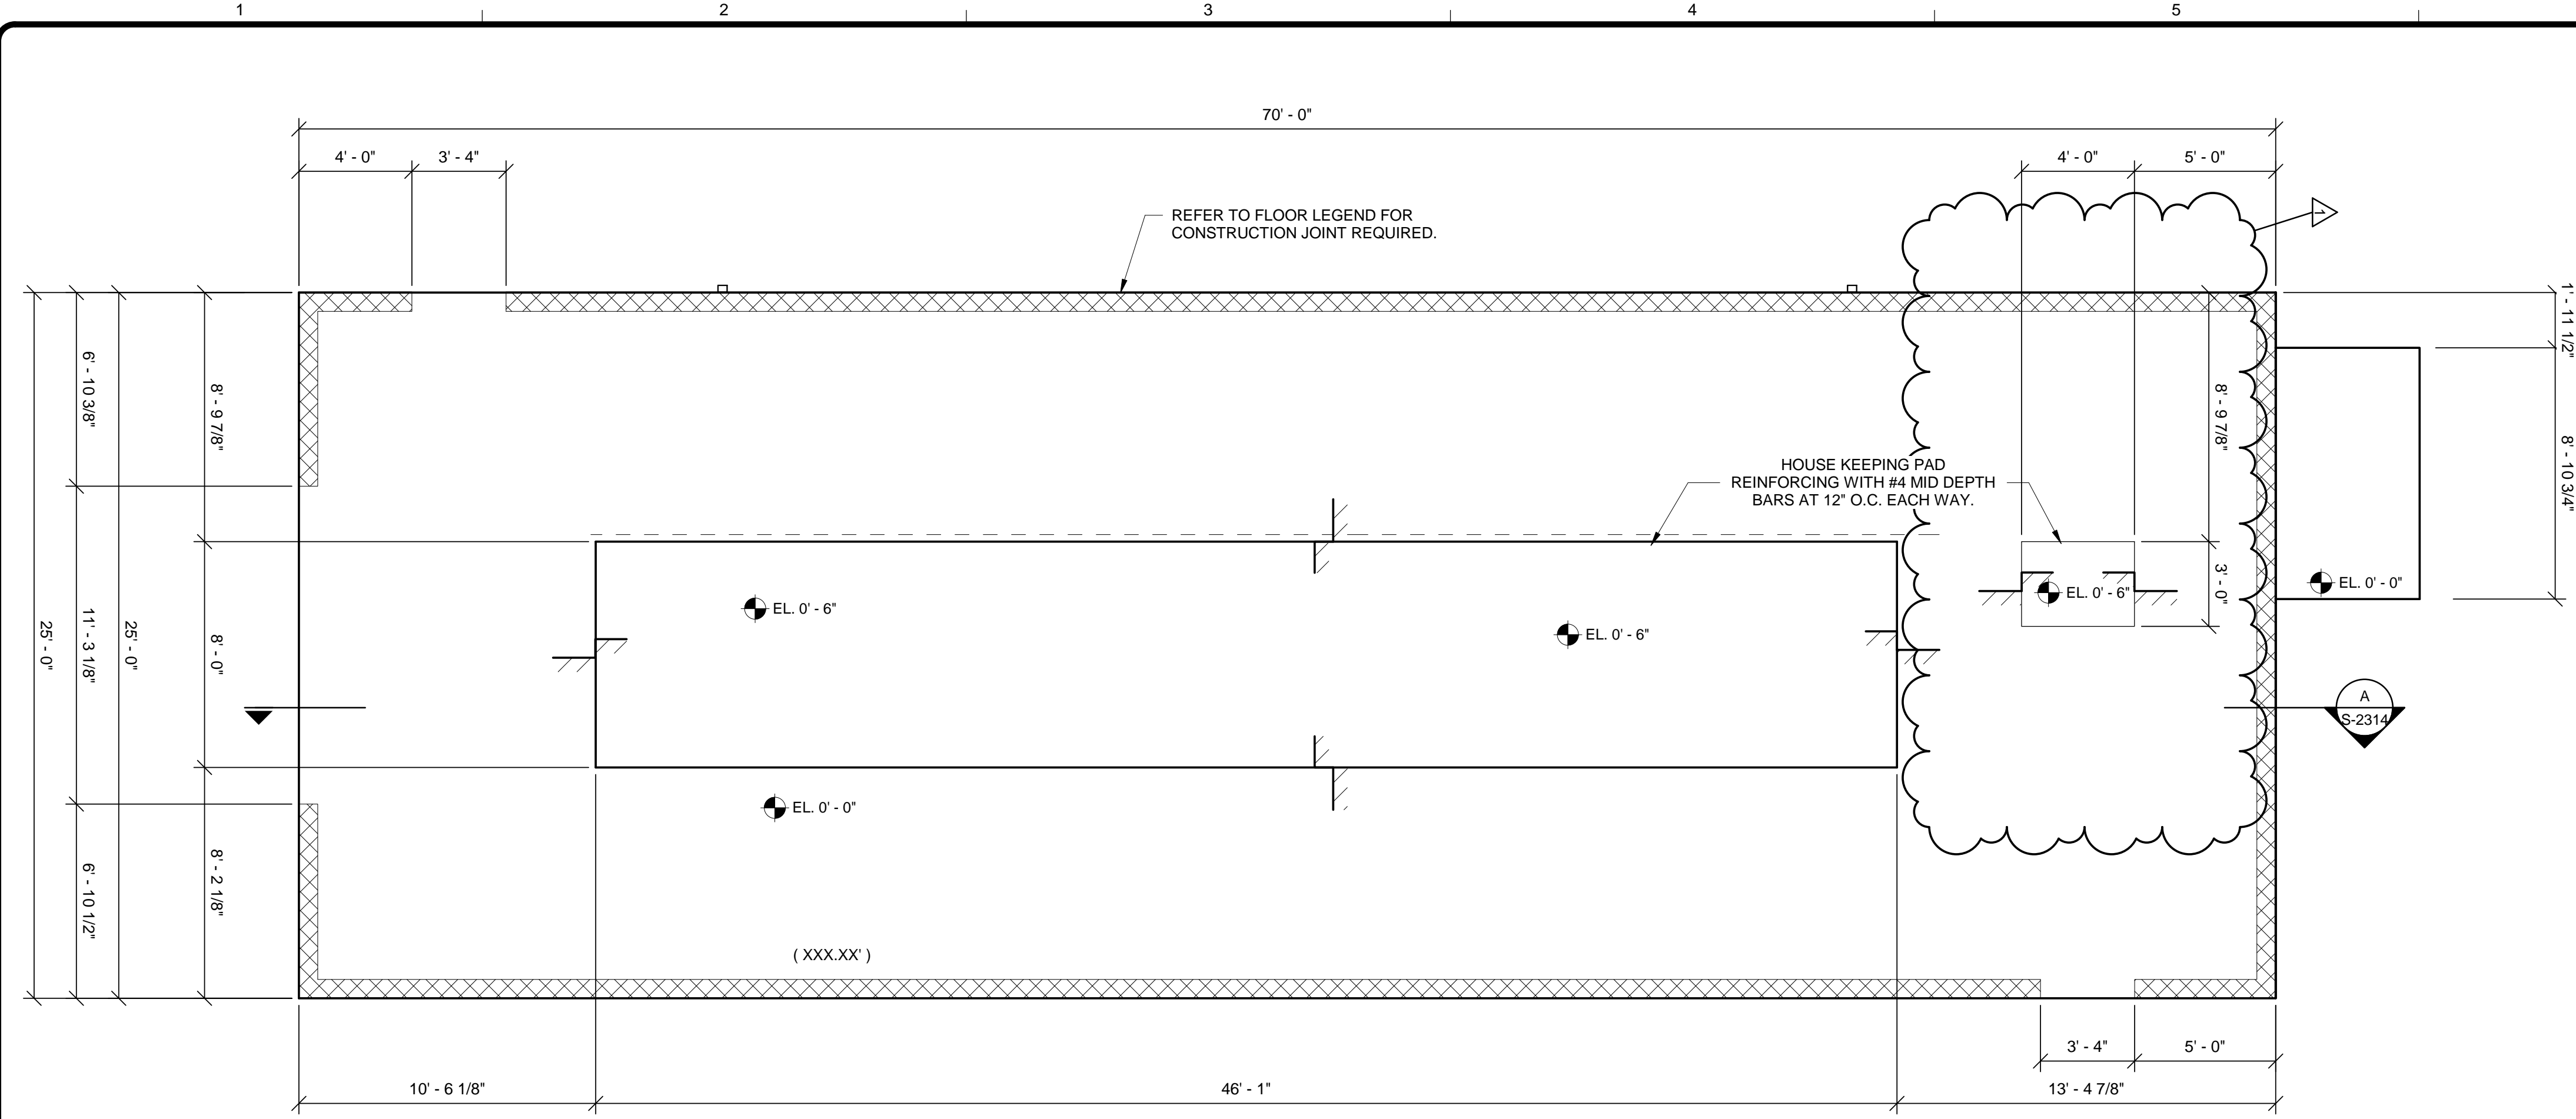 1
2
3
4
5
70' - 0"
4' - 0"
3' - 4"
4' - 0"
5' - 0"
REFER TO FLOOR LEGEND FOR
CONSTRUCTION JOINT REQUIRED.
1
1' - 11 1/2"
6' - 10 3/8"
8' - 9 7/8"
8' - 9 7/8"
8' - 10 3/4"
HOUSE KEEPING PAD
REINFORCING WITH #4 MID DEPTH
BARS AT 12" O.C. EACH WAY.
EL. 0' - 6"
EL. 0' - 6"
EL. 0' - 6"
3' - 0"
EL. 0' - 0"
25' - 0"
11' - 3 1/8"
25' - 0"
8' - 0"
A
S-2314
EL. 0' - 0"
6' - 10 1/2"
8' - 2 1/8"
( XXX.XX' )
3' - 4"
5' - 0"
10' - 6 1/8"
46' - 1"
13' - 4 7/8"